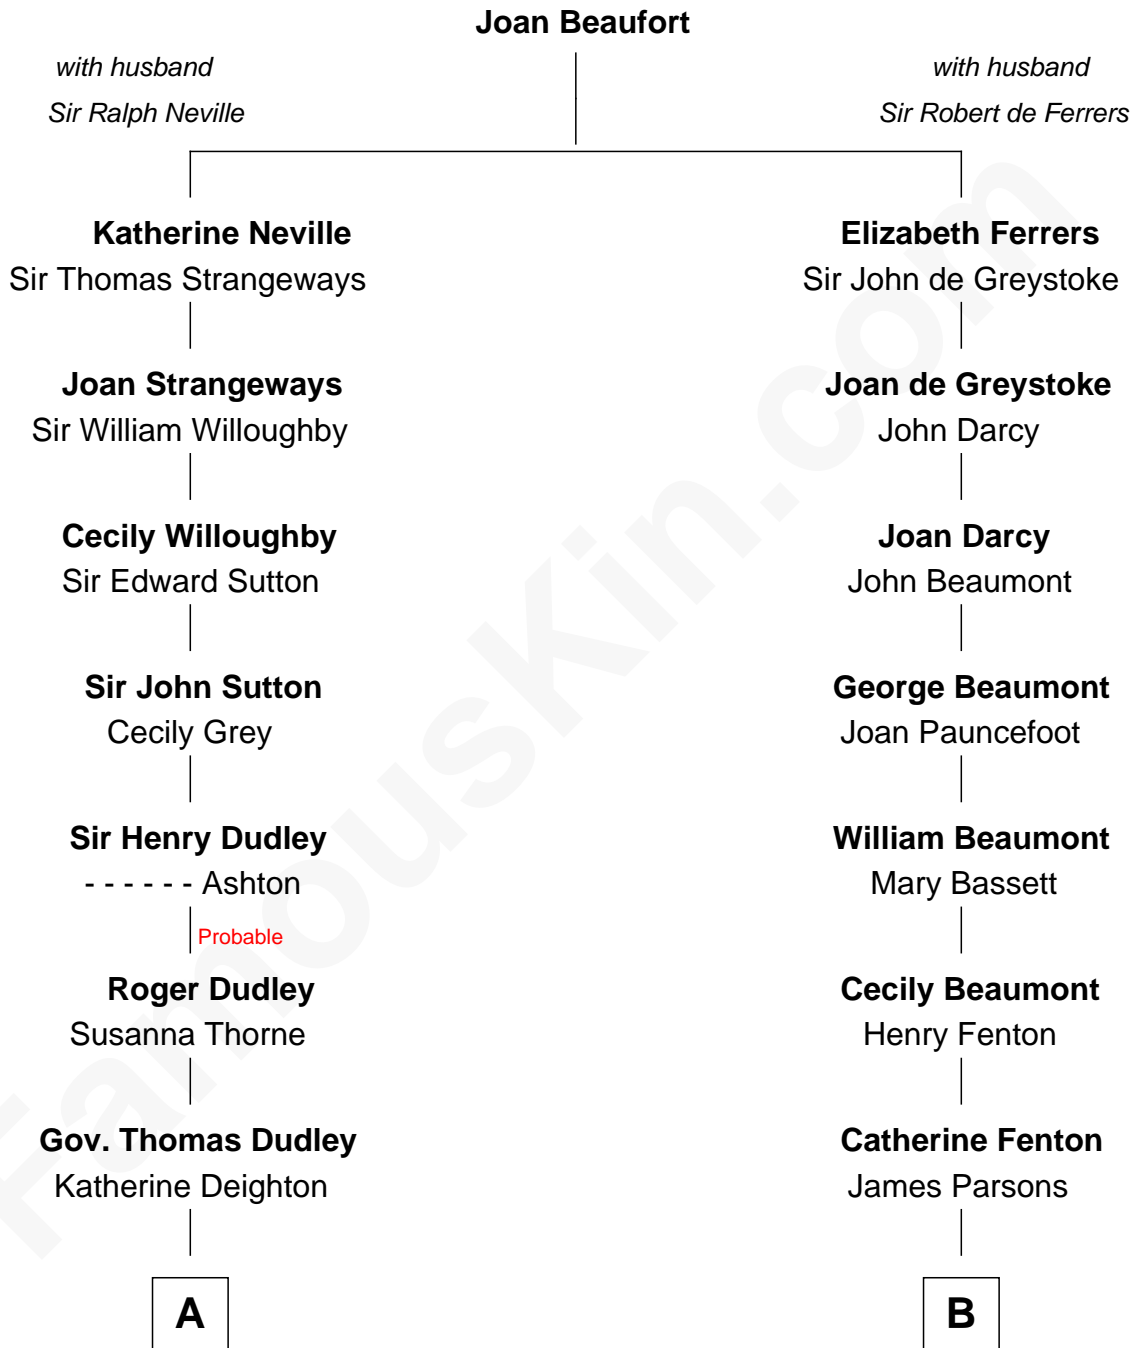 Joan Beaufort
with husband
Sir Ralph Neville
with husband
Sir Robert de Ferrers
Katherine Neville
Sir Thomas Strangeways
Elizabeth Ferrers
Sir John de Greystoke
Joan Strangeways
Sir William Willoughby
Joan de Greystoke
John Darcy
Cecily Willoughby
Sir Edward Sutton
Joan Darcy
John Beaumont
Sir John Sutton
Cecily Grey
George Beaumont
Joan Pauncefoot
Sir Henry Dudley
- - - - - - Ashton
William Beaumont
Mary Bassett
Probable
Roger Dudley
Susanna Thorne
Cecily Beaumont
Henry Fenton
Gov. Thomas Dudley
Katherine Deighton
Catherine Fenton
James Parsons
A
B
FamousKin.com